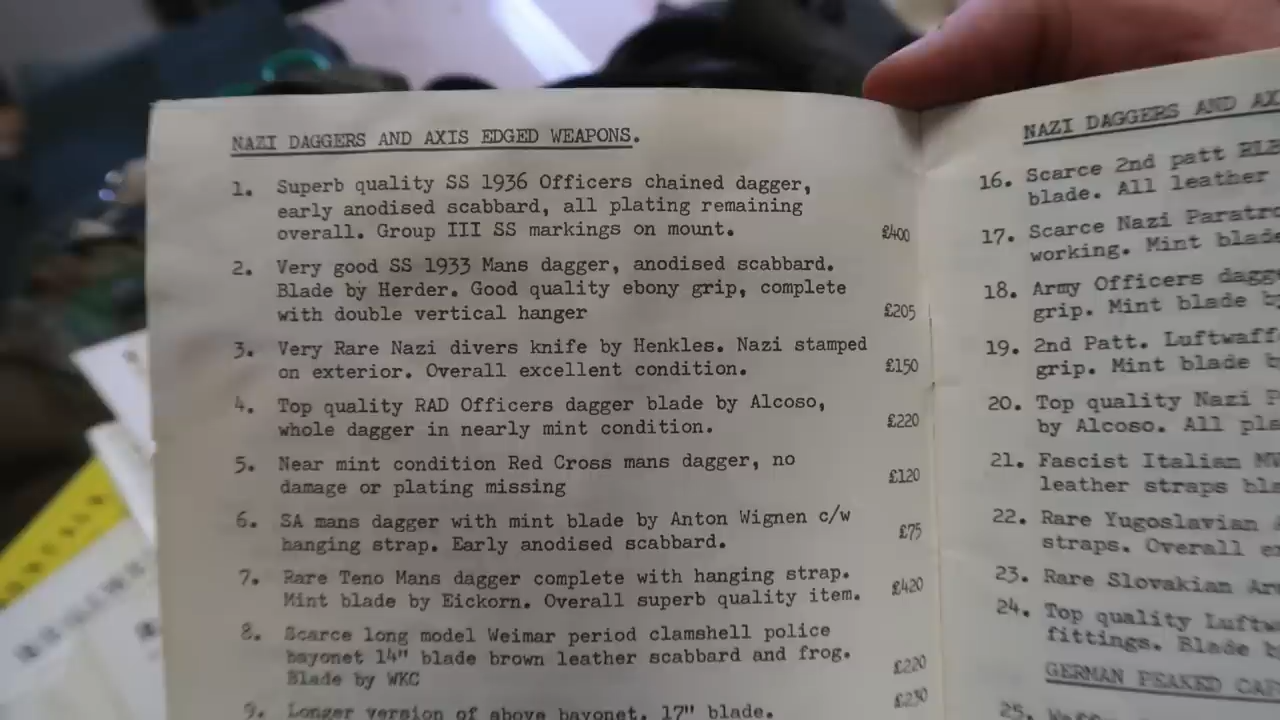 NAZI DAGGERS AND AXIS EDGED WEAPONS.
1. Superb quality SS 1936 Officers chained dagger,
early anodised scabbard, all plating remaining
overall. Group III SS markings on mount. £400
2. Very good SS 1933 Mans dagger, anodised scabbard.
Blade by Herder. Good quality ebony grip, complete
with double vertical hanger £205
3. Very Rare Nazi divers knife by Henkles. Nazi stamped
on exterior. Overall excellent condition. £150
4. Top quality RAD Officers dagger blade by Alcoso,
whole dagger in nearly mint condition. £220
5. Near mint condition Red Cross mans dagger, no
damage or plating missing £120
6. SA mans dagger with mint blade by Anton Wignen c/w
hanging strap. Early anodised scabbard. £75
7. Rare Teno Mans dagger complete with hanging strap.
Mint blade by Eickorn. Overall superb quality item. £420
8. Scarce long model Weimar period clamshell police
bayonet 14" blade brown leather scabbard and frog.
Blade by WKC £220
9. Longer version of above bayonet. 17" blade. £230
NAZI DAGGERS AND AX
16. Scarce 2nd patt
blade. All leather
17. Scarce Nazi Paratro
working. Mint blade
18. Army Officers dagg
grip. Mint blade b
19. 2nd Patt. Luftwaff
grip. Mint blade b
20. Top quality Nazi P
by Alcoso. All pla
21. Fascist Italian MV
leather straps bla
22. Rare Yugoslavian
straps. Overall e
23. Rare Slovakian Ar
24. Top quality Luftw
fittings. Blade b
GERMAN PEAKED CAP
25.